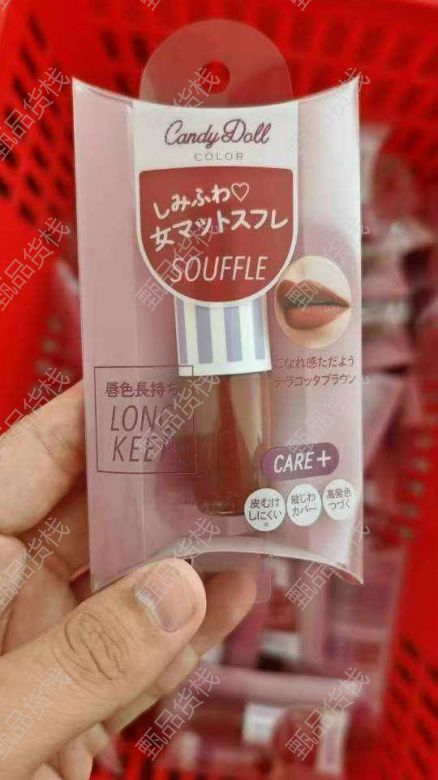 Candy Doll
COLOR
しみふわ♡
女マットスフレ
SOUFFLE
こなれ感ただよう
テラコッタブラウン
唇色長持ち
LONG
KEEP
CARE+
皮むけ
しにくい
縦じわ
カバー
高発色
つづく
甄品货栈